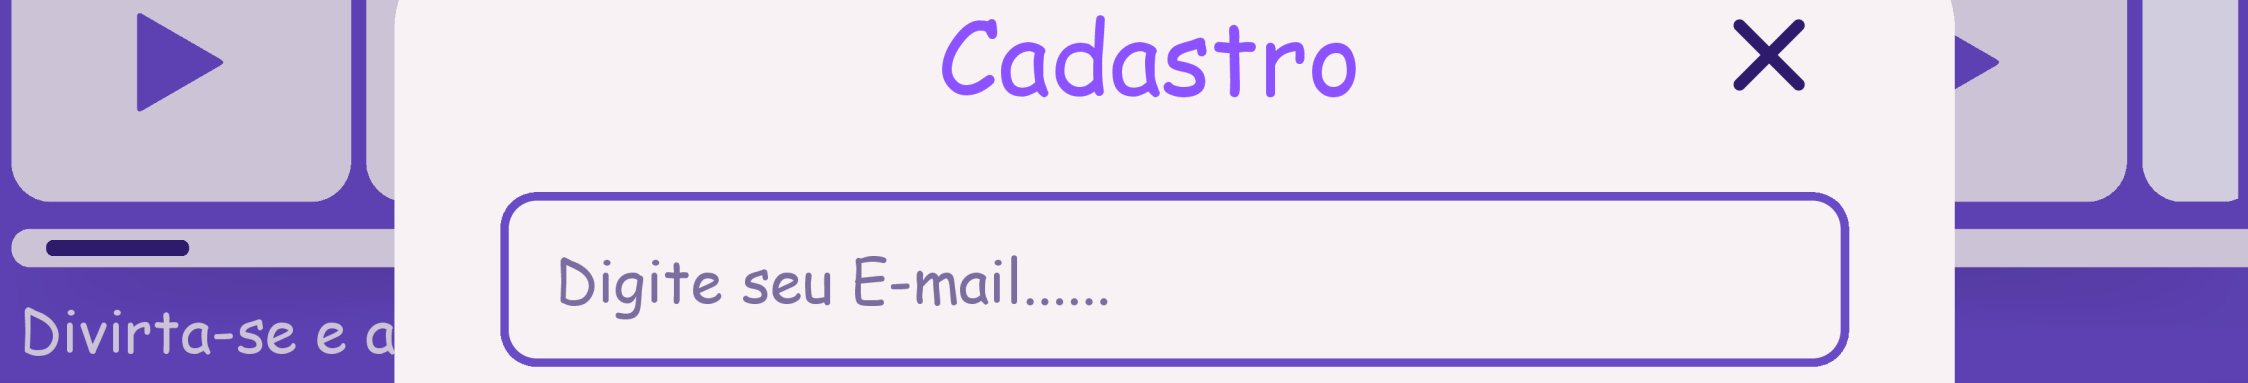 Cadastro
Digite seu E-mail......
Divirta-se e a